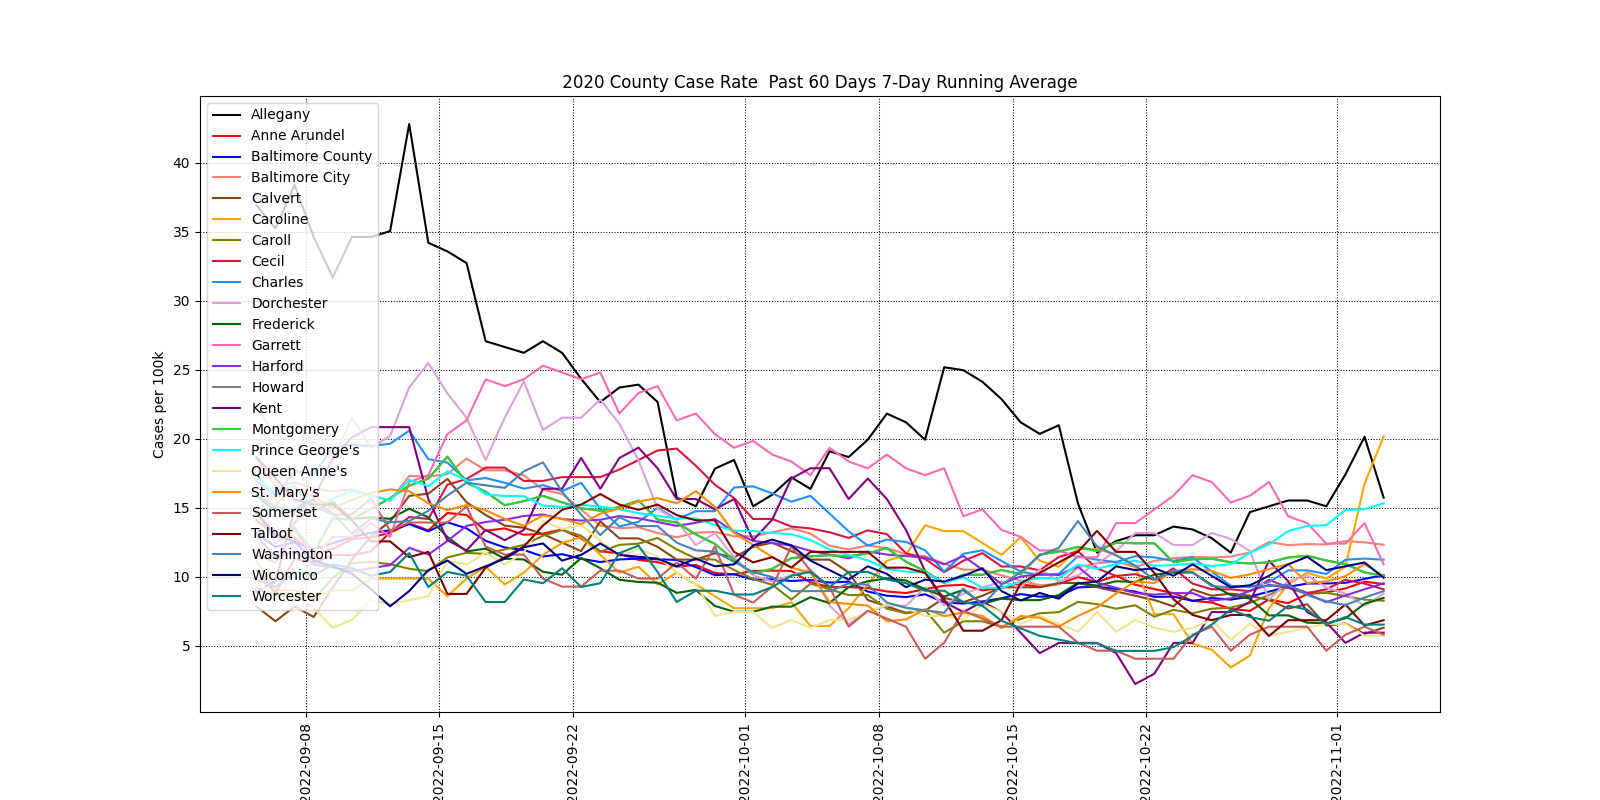 2020 County Case Rate  Past 60 Days 7-Day Running Average
Cases per 100k
40
35
30
25
20
15
10
5
Allegany
Anne Arundel
Baltimore County
Baltimore City
Calvert
Caroline
Caroll
Cecil
Charles
Dorchester
Frederick
Garrett
Harford
Howard
Kent
Montgomery
Prince George's
Queen Anne's
St. Mary's
Somerset
Talbot
Washington
Wicomico
Worcester
2022-09-08
2022-09-15
2022-09-22
2022-10-01
2022-10-08
2022-10-15
2022-10-22
2022-11-01